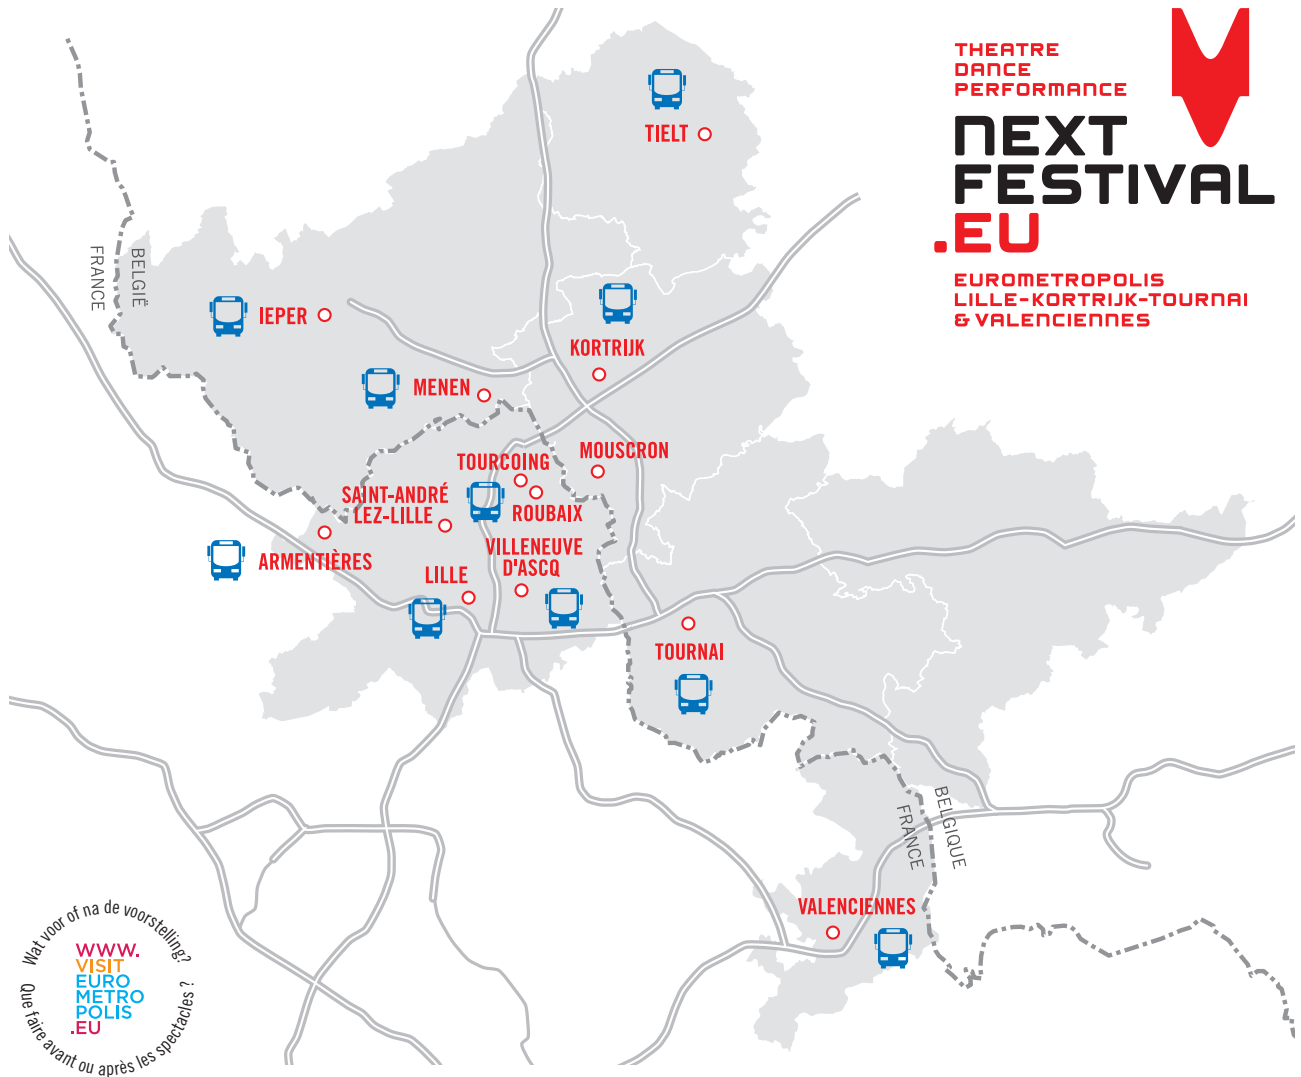 THEATRE
DANCE
PERFORMANCE
NEXT
FESTIVAL
.EU
EUROMETROPOLIS
LILLE-KORTRIJK-TOURNAI
& VALENCIENNES
TIELT
BELGIË
FRANCE
IEPER
KORTRIJK
MENEN
MOUSCRON
TOURCOING
SAINT-ANDRÉ
LEZ-LILLE
ROUBAIX
VILLENEUVE
D'ASCQ
ARMENTIÈRES
LILLE
TOURNAI
BELGIQUE
FRANCE
VALENCIENNES
Wat voor of na de voorstelling?
WWW.
VISIT
EURO
METRO
POLIS
.EU
Que faire avant ou après les spectacles ?